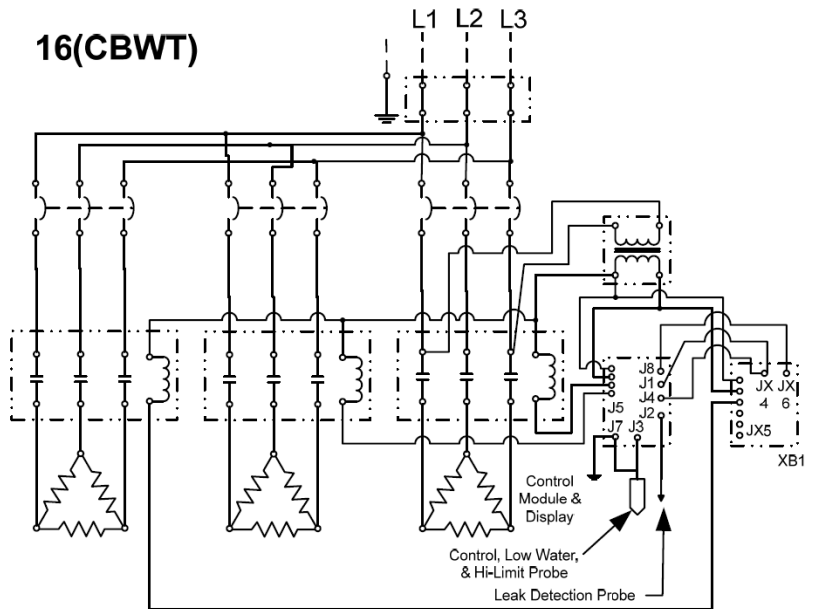 16(CBWT)
L1 L2 L3
J8
J1
J4
J5
J2
J7 J3
JX JX
4 6
JX5
XB1
Control
Module &
Display
Control, Low Water,
& Hi-Limit Probe
Leak Detection Probe